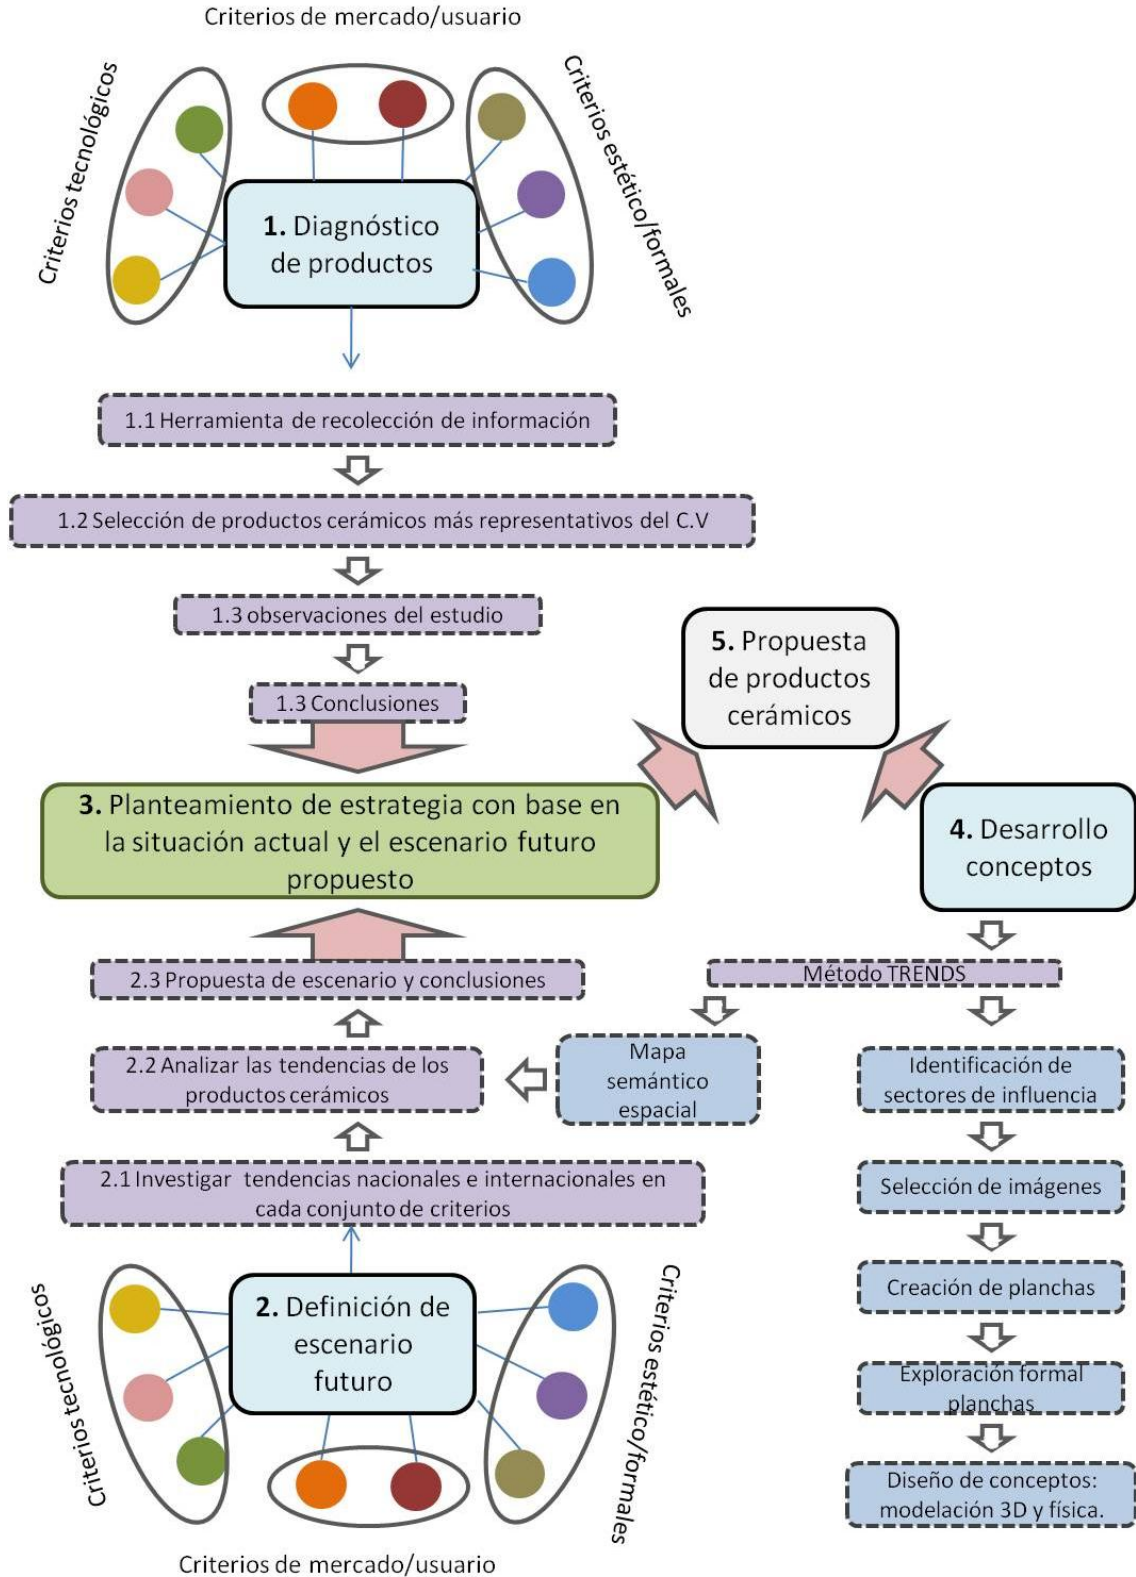 Criterios de mercado/usuario
Criterios tecnológicos
Criterios estético/formales
1. Diagnóstico
de productos
1.1 Herramienta de recolección de información
1.2 Selección de productos cerámicos más representativos del C.V
1.3 observaciones del estudio
1.3 Conclusiones
5. Propuesta
de productos
cerámicos
3. Planteamiento de estrategia con base en
la situación actual y el escenario futuro
propuesto
4. Desarrollo
conceptos
2.3 Propuesta de escenario y conclusiones
Método TRENDS
2.2 Analizar las tendencias de los
productos cerámicos
Mapa
semántico
espacial
Identificación de
sectores de influencia
2.1 Investigar tendencias nacionales e internacionales en
cada conjunto de criterios
Selección de imágenes
Creación de planchas
Exploración formal
planchas
Diseño de conceptos:
modelación 3D y física.
2. Definición de
escenario
futuro
Criterios tecnológicos
Criterios estético/formales
Criterios de mercado/usuario